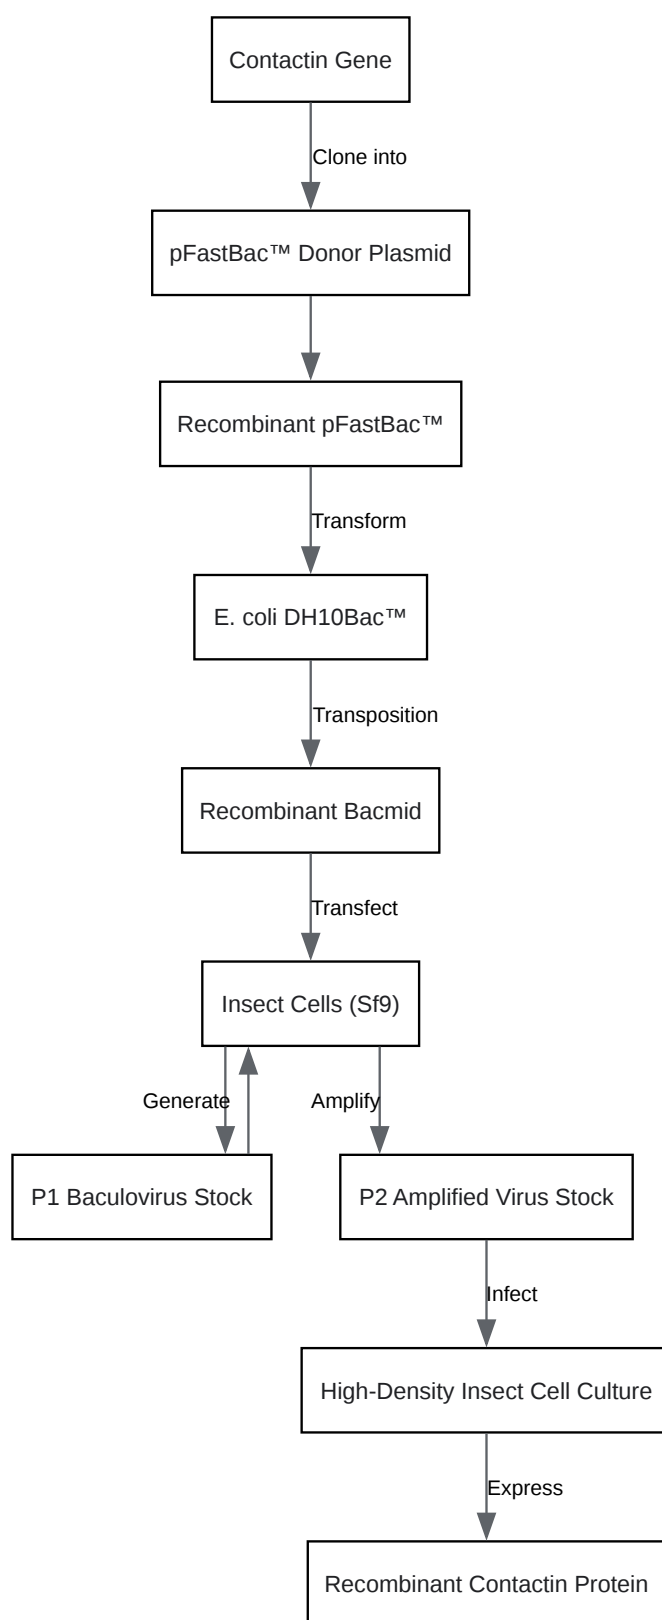 Contactin Gene
Clone into
pFastBac™ Donor Plasmid
Recombinant pFastBac™
Transform
E. coli DH10Bac™
Transposition
Recombinant Bacmid
Transfect
Insect Cells (Sf9)
Generate
Amplify
P1 Baculovirus Stock
P2 Amplified Virus Stock
Infect
High-Density Insect Cell Culture
Express
Recombinant Contactin Protein